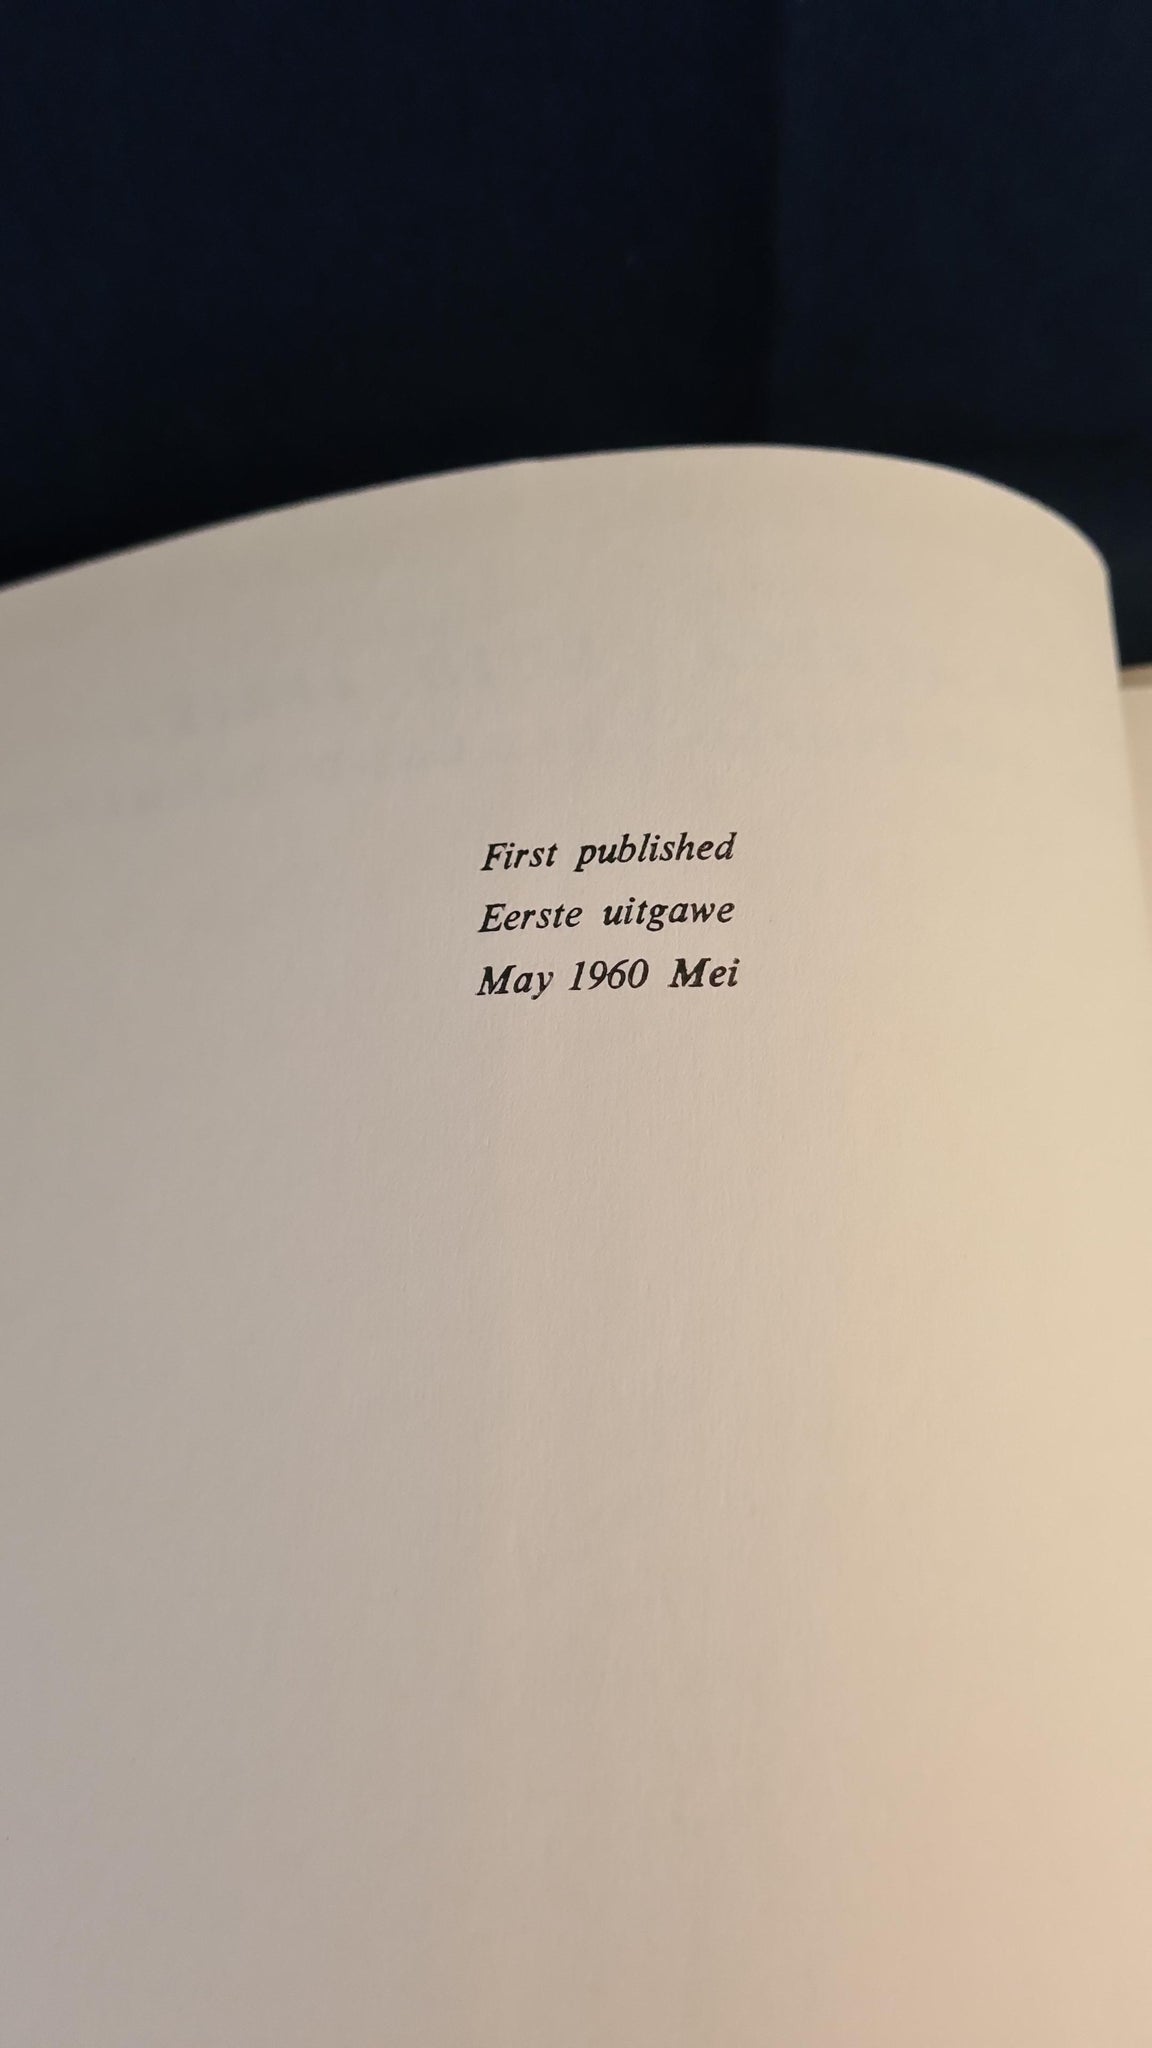 First published
Eerste uitgawe
May 1960 Mei